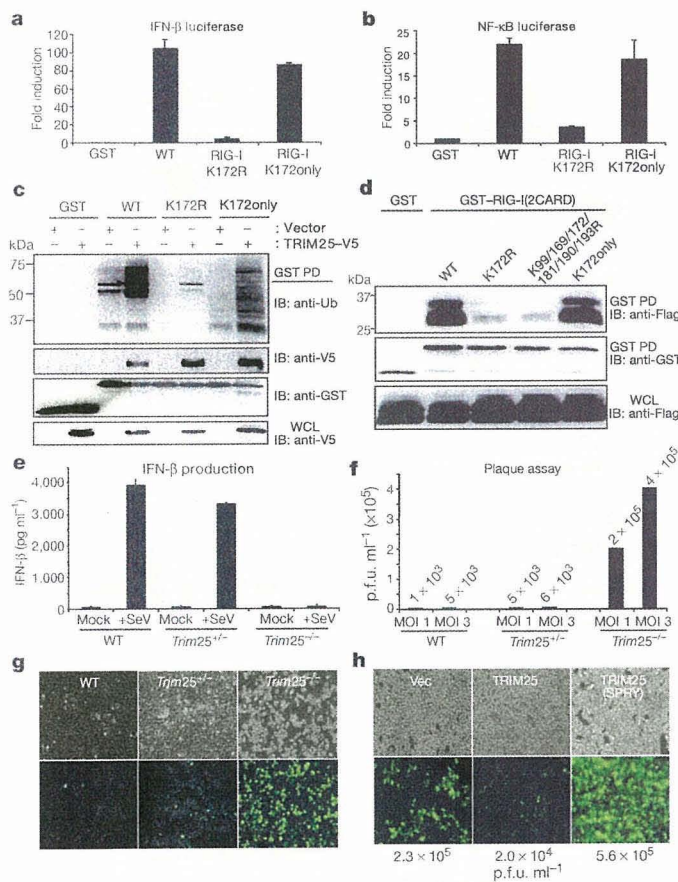 a
IFN-β luciferase
Fold induction
120
100
80
60
40
20
0
GST
WT
RIG-I K172R
RIG-I K172only
b
NF-κB luciferase
Fold induction
25
20
15
10
5
0
GST
WT
RIG-I K172R
RIG-I K172only
c
GST WT K172R K172only
+ – + – + – + – : Vector
– + – + – + – + : TRIM25–V5
kDa
75
50
37
GST PD
IB: anti-Ub
IB: anti-V5
IB: anti-GST
WCL
IB: anti-V5
d
GST GST–RIG-I(2CARD)
WT
K172R
K99/169/172/
181/190/193R
K172only
kDa
37
25
GST PD
IB: anti-Flag
GST PD
IB: anti-GST
WCL
IB: anti-Flag
e
IFN-β production
IFN-β (pg ml⁻¹)
4,000
3,000
2,000
1,000
0
Mock +SeV Mock +SeV Mock +SeV
WT Trim25⁺/⁻ Trim25⁻/⁻
f
Plaque assay
p.f.u. ml⁻¹ (×10⁵)
4
3
2
1
0
1 × 10³
5 × 10³
5 × 10³
6 × 10³
2 × 10⁵
4 × 10⁵
MOI 1 MOI 3 MOI 1 MOI 3 MOI 1 MOI 3
WT Trim25⁺/⁻ Trim25⁻/⁻
g
WT Trim25⁺/⁻ Trim25⁻/⁻
h
Vec TRIM25 TRIM25
(SPRY)
2.3 × 10⁵ 2.0 × 10⁴ 5.6 × 10⁵
p.f.u. ml⁻¹